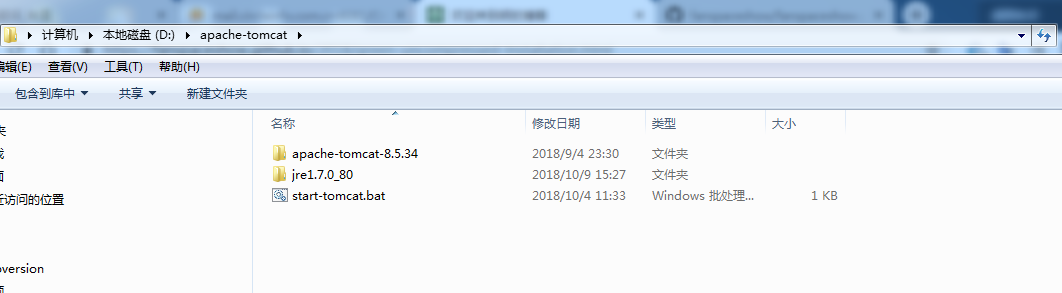 计算机 本地磁盘 (D:) apache-tomcat
编辑(E) 查看(V) 工具(T) 帮助(H)
包含到库中 共享 新建文件夹
名称 修改日期 类型 大小
apache-tomcat-8.5.34 2018/9/4 23:30 文件夹
jre1.7.0_80 2018/10/9 15:27 文件夹
start-tomcat.bat 2018/10/4 11:33 Windows 批处理... 1 KB
夹
面
近访问的位置
oversion